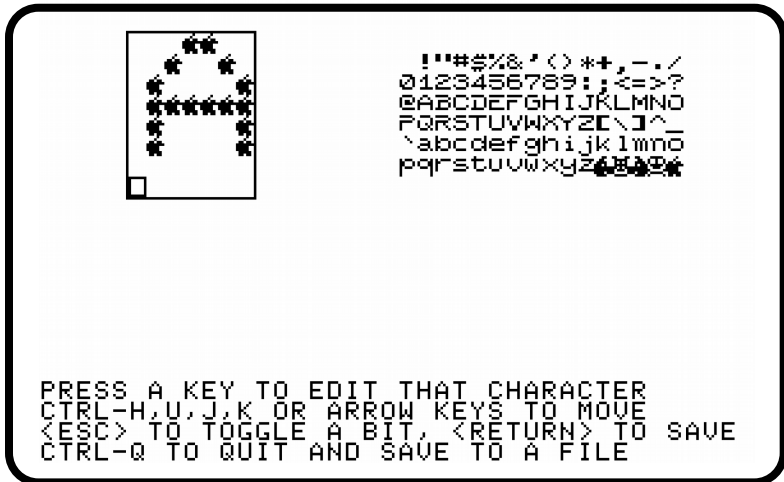 !"#$%&'()*+,-./
0123456789:;<=>?
@ABCDEFGHIJKLMNO
PQRSTUVWXYZ[\]^_
`abcdefghijklmno
pqrstuvwxyz
PRESS A KEY TO EDIT THAT CHARACTER
CTRL-H,U,J,K OR ARROW KEYS TO MOVE
<ESC> TO TOGGLE A BIT, <RETURN> TO SAVE
CTRL-Q TO QUIT AND SAVE TO A FILE